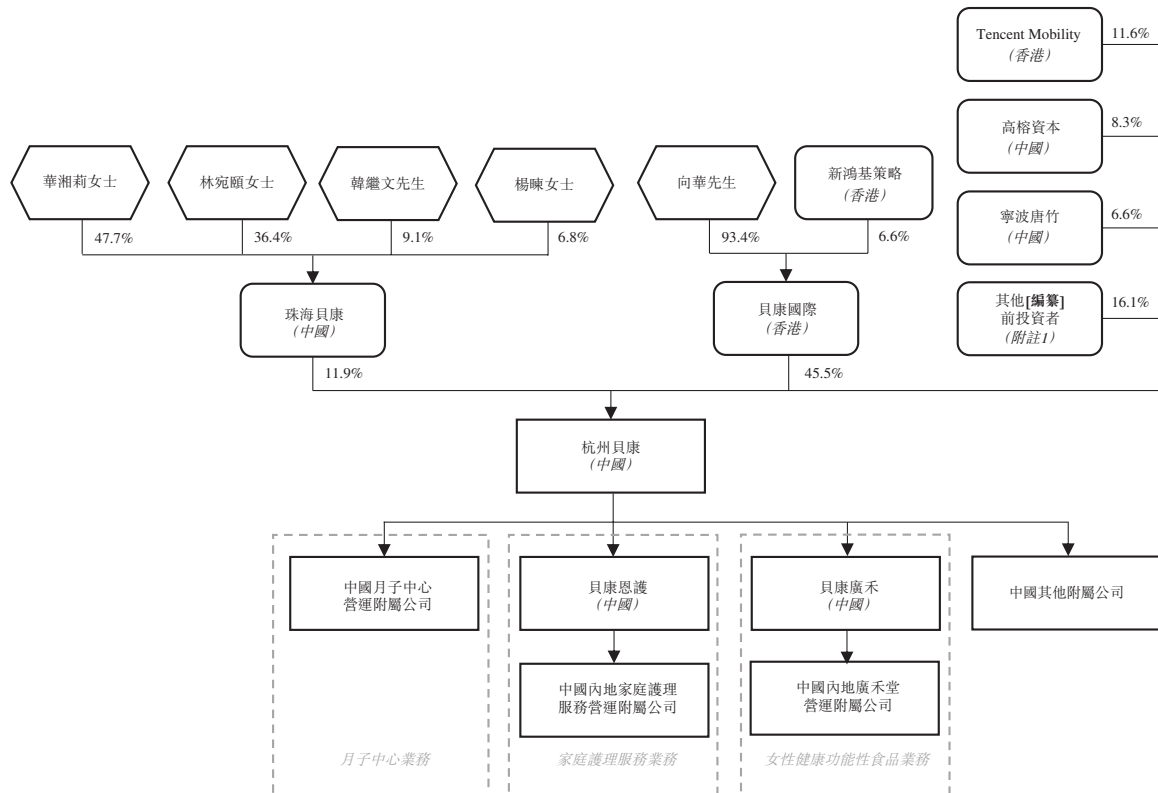 Tencent Mobility
(香港)
11.6%
高榕資本
(中國)
8.3%
華湘莉女士
林宛頤女士
韓繼文先生
楊暕女士
向華先生
新鴻基策略
(香港)
寧波唐竹
(中國)
6.6%
47.7%
36.4%
9.1%
6.8%
93.4%
6.6%
珠海貝康
(中國)
貝康國際
(香港)
其他[編纂]
前投資者
(附註1)
16.1%
11.9%
45.5%
杭州貝康
(中國)
中國月子中心
營運附屬公司
貝康恩護
(中國)
貝康廣禾
(中國)
中國其他附屬公司
中國內地家庭護理
服務營運附屬公司
中國內地廣禾堂
營運附屬公司
月子中心業務
家庭護理服務業務
女性健康功能性食品業務